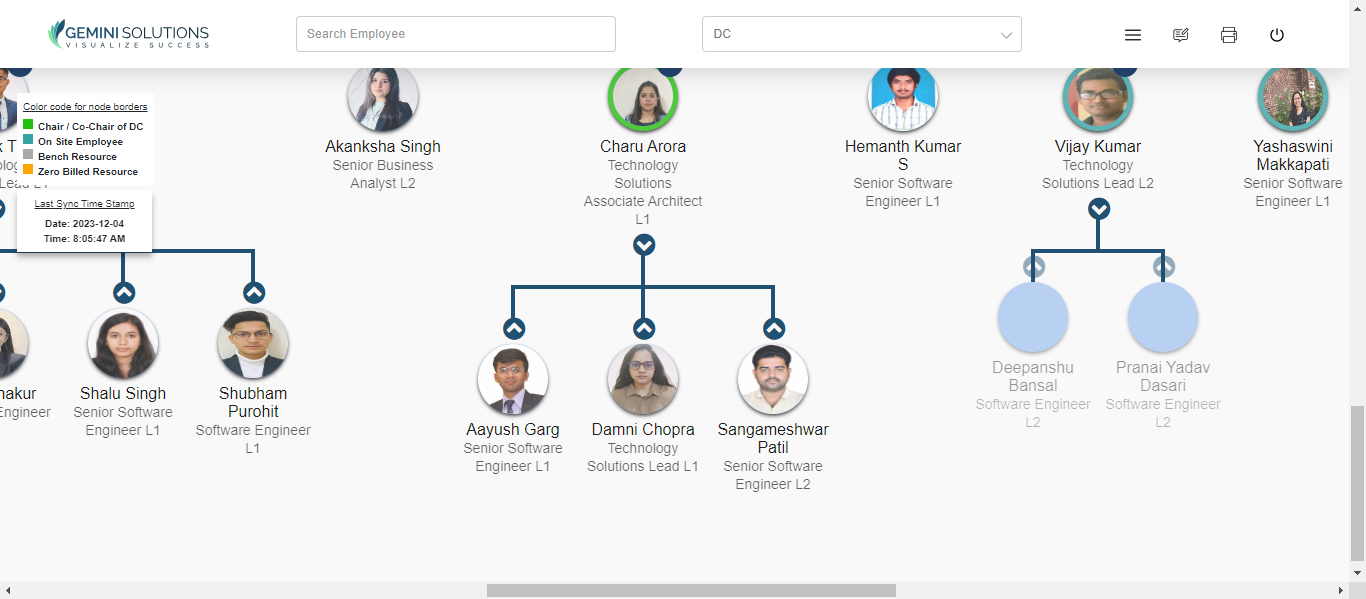 GEMINI SOLUTIONS
VISUALIZE SUCCESS
Search Employee
DC
Color code for node borders
Chair / Co-Chair of DC
On Site Employee
Bench Resource
Zero Billed Resource
Last Sync Time Stamp
Date: 2023-12-04
Time: 8:05:47 AM
Akanksha Singh
Senior Business
Analyst L2
Charu Arora
Technology
Solutions
Associate Architect
L1
Hemanth Kumar
S
Senior Software
Engineer L1
Vijay Kumar
Technology
Solutions Lead L2
Yashaswini
Makkapati
Senior Software
Engineer L1
Engineer
Shalu Singh
Senior Software
Engineer L1
Shubham
Purohit
Software Engineer
L1
Aayush Garg
Senior Software
Engineer L1
Damni Chopra
Technology
Solutions Lead L1
Sangameshwar
Patil
Senior Software
Engineer L2
Deepanshu
Bansal
Software Engineer
L2
Pranai Yadav
Dasari
Software Engineer
L2